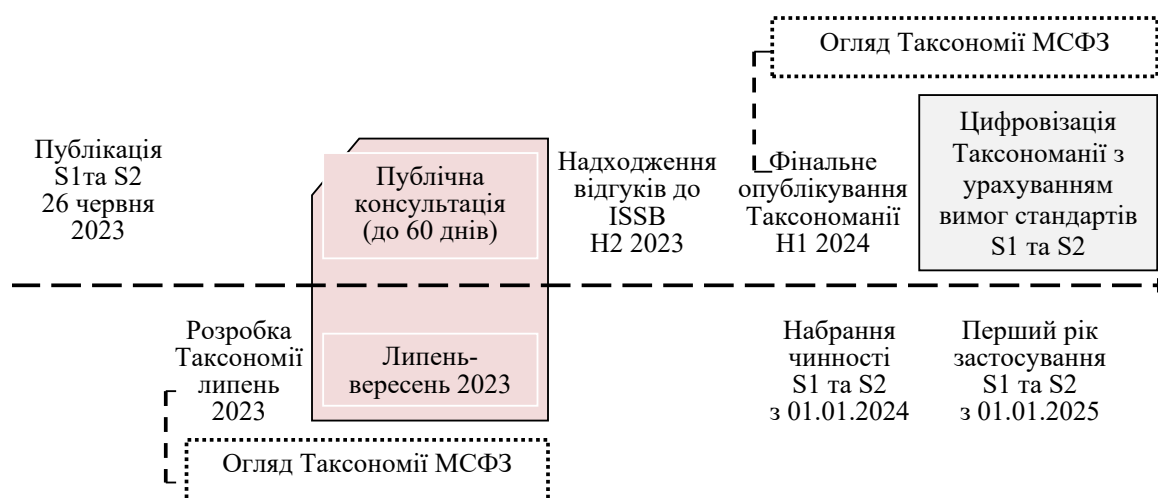 Огляд Таксономії МСФЗ
Публікація
S1та S2
26 червня
2023
Публічна
консультація
(до 60 днів)
Надходження
відгуків до
ISSB
H2 2023
Фінальне
опублікування
Таксономанії
H1 2024
Цифровізація
Таксономанії з
урахуванням
вимог стандартів
S1 та S2
Розробка
Таксономії
липень
2023
Липень-
вересень 2023
Набрання
чинності
S1 та S2
з 01.01.2024
Перший рік
застосування
S1 та S2
з 01.01.2025
Огляд Таксономії МСФЗ